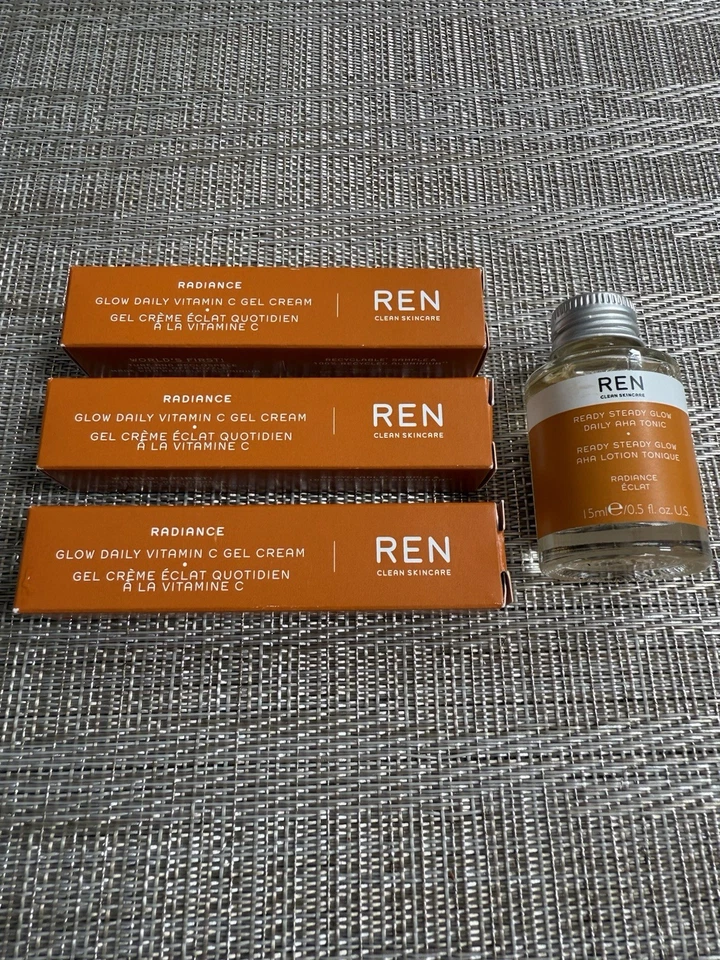 RADIANCE
GLOW DAILY VITAMIN C GEL CREAM
GEL CRÈME ÉCLAT QUOTIDIEN
À LA VITAMINE C
REN
CLEAN SKINCARE
WORLD'S FIRST!
RADIANCE
GLOW DAILY VITAMIN C GEL CREAM
GEL CRÈME ÉCLAT QUOTIDIEN
À LA VITAMINE C
REN
CLEAN SKINCARE
RADIANCE
GLOW DAILY VITAMIN C GEL CREAM
GEL CRÈME ÉCLAT QUOTIDIEN
À LA VITAMINE C
REN
CLEAN SKINCARE
REN
CLEAN SKINCARE
READY STEADY GLOW
DAILY AHA TONIC
READY STEADY GLOW
AHA LOTION TONIQUE
RADIANCE
ÉCLAT
15ml℮/0.5 fl. oz. U.S.